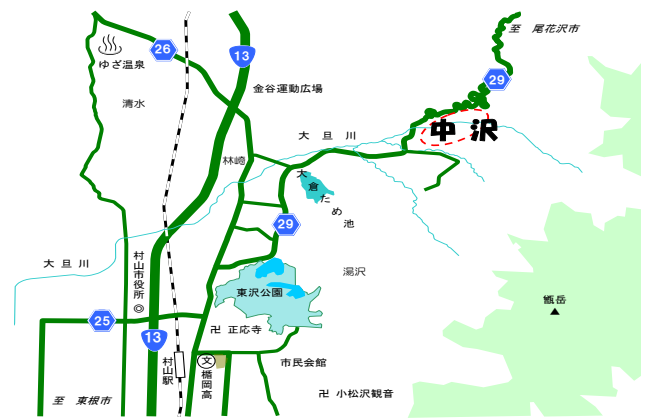 至 尾花沢市
26
13
ゆざ温泉
29
金谷運動広場
清水
大旦川
中沢
林崎
大倉ため池
29
大旦川
村山市役所
湯沢
東沢公園
甑岳
25
13
卍 正応寺
村山駅
文
楯岡高
市民会館
卍 小松沢観音
至 東根市